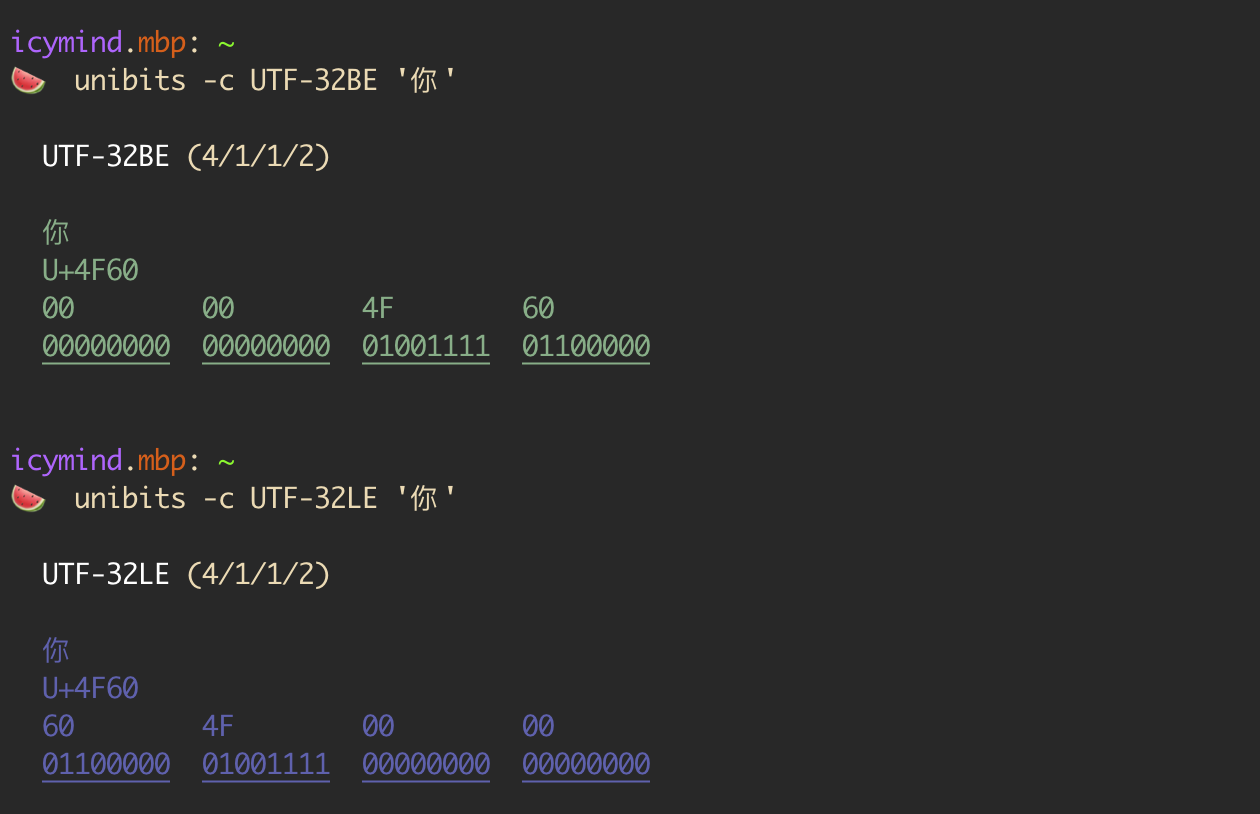 icymind.mbp: ~
🍉 unibits -c UTF-32BE '你'
UTF-32BE (4/1/1/2)
你
U+4F60
00 00 4F 60
00000000 00000000 01001111 01100000
icymind.mbp: ~
🍉 unibits -c UTF-32LE '你'
UTF-32LE (4/1/1/2)
你
U+4F60
60 4F 00 00
01100000 01001111 00000000 00000000